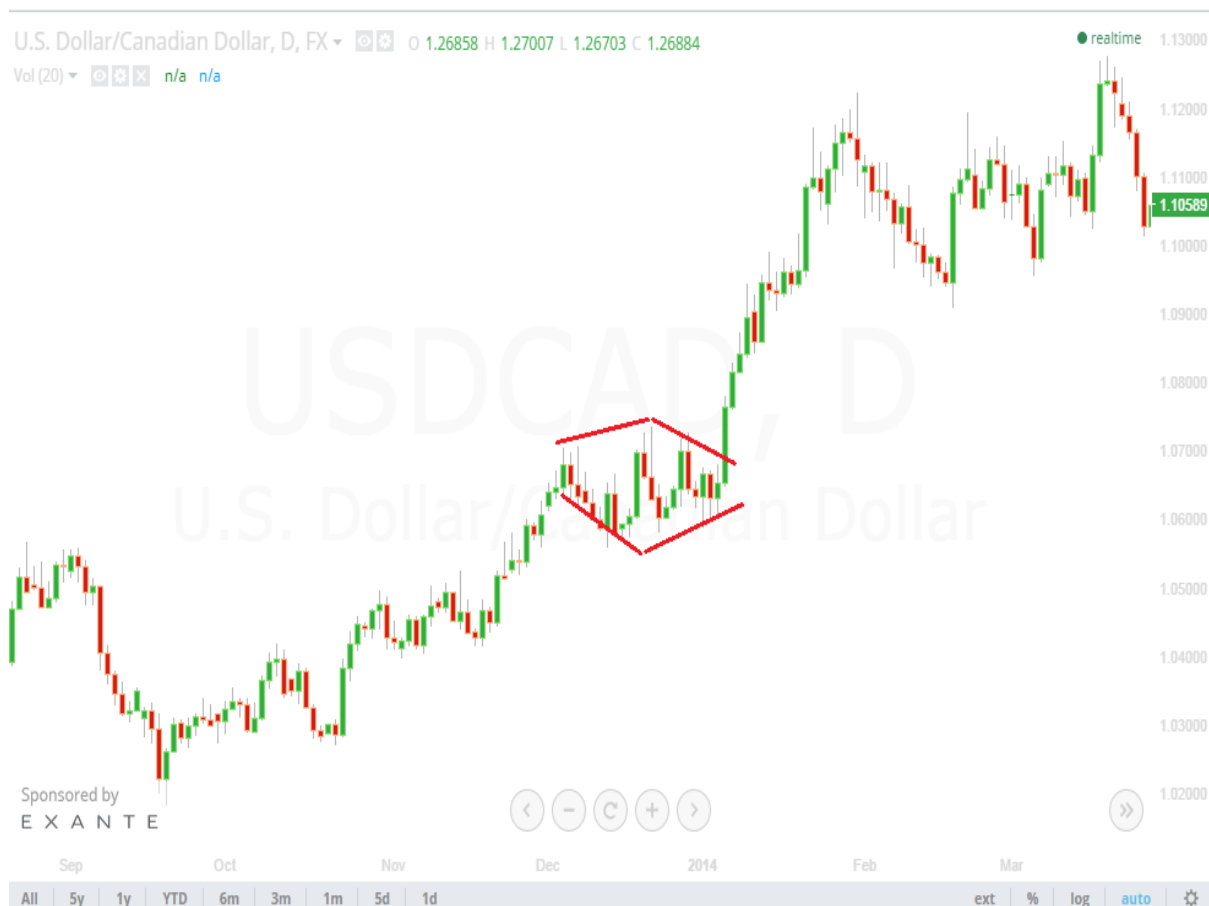 U.S. Dollar/Canadian Dollar, D, FX O 1.26858 H 1.27007 L 1.26703 C 1.26884
realtime
Vol (20) n/a n/a
1.13000
1.12000
1.11000
1.10589
1.10000
1.09000
1.08000
1.07000
1.06000
1.05000
1.04000
1.03000
1.02000
USDCAD, D
U.S. Dollar/Canadian Dollar
Sponsored by
EXANTE
Sep Oct Nov Dec 2014 Feb Mar
All 5y 1y YTD 6m 3m 1m 5d 1d ext % log auto